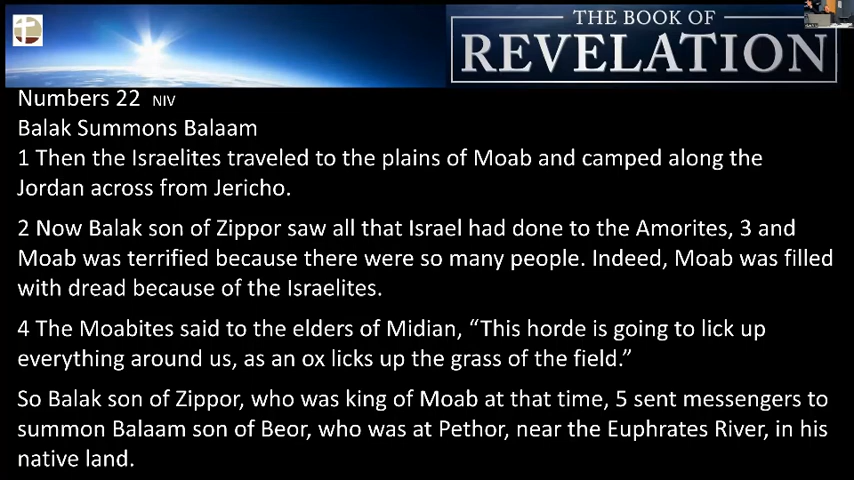 THE BOOK OF
REVELATION
Numbers 22 NIV
Balak Summons Balaam
1 Then the Israelites traveled to the plains of Moab and camped along the
Jordan across from Jericho.
2 Now Balak son of Zippor saw all that Israel had done to the Amorites, 3 and
Moab was terrified because there were so many people. Indeed, Moab was filled
with dread because of the Israelites.
4 The Moabites said to the elders of Midian, “This horde is going to lick up
everything around us, as an ox licks up the grass of the field.”
So Balak son of Zippor, who was king of Moab at that time, 5 sent messengers to
summon Balaam son of Beor, who was at Pethor, near the Euphrates River, in his
native land.